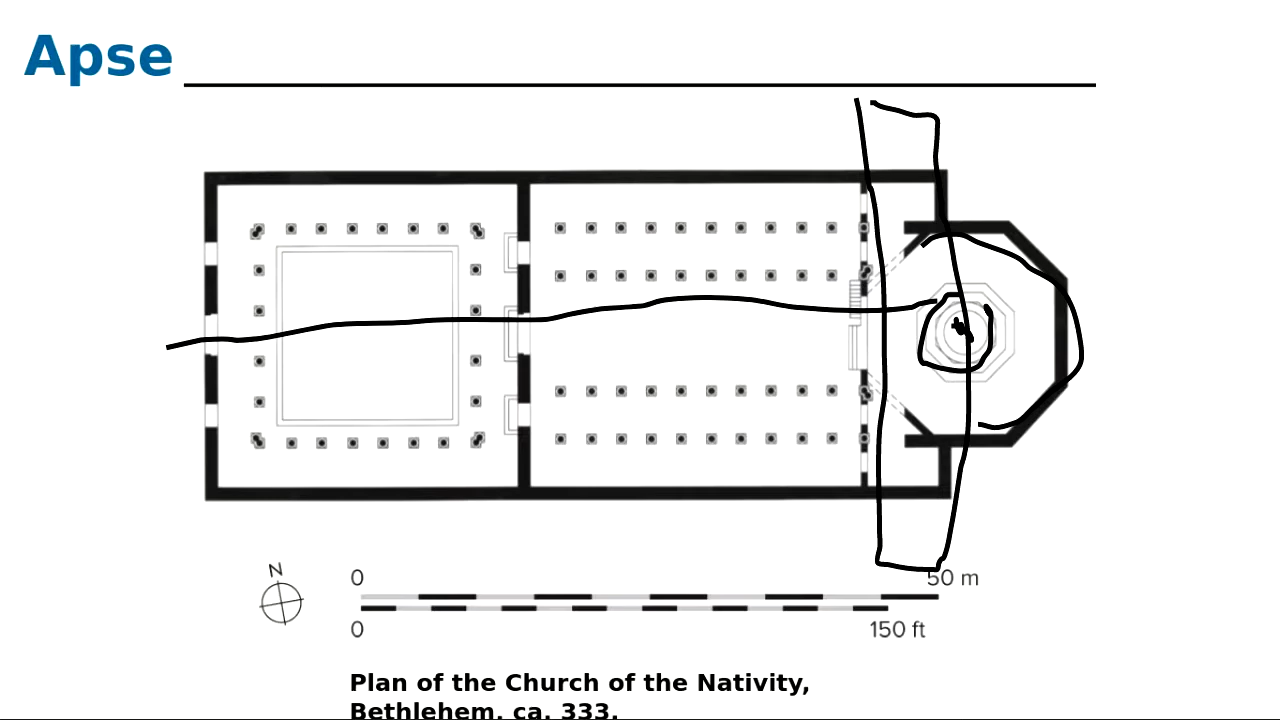 Apse
N
0
50 m
0
150 ft
Plan of the Church of the Nativity,
Bethlehem, ca. 333.